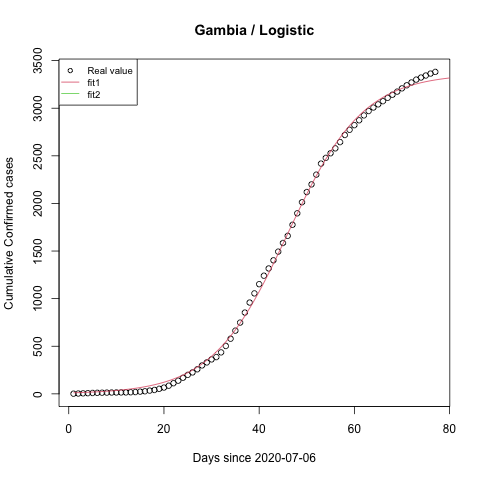 Gambia / Logistic
Real value
fit1
fit2
3500
3000
2500
2000
1500
1000
500
0
Cumulative Confirmed cases
0 20 40 60 80
Days since 2020-07-06